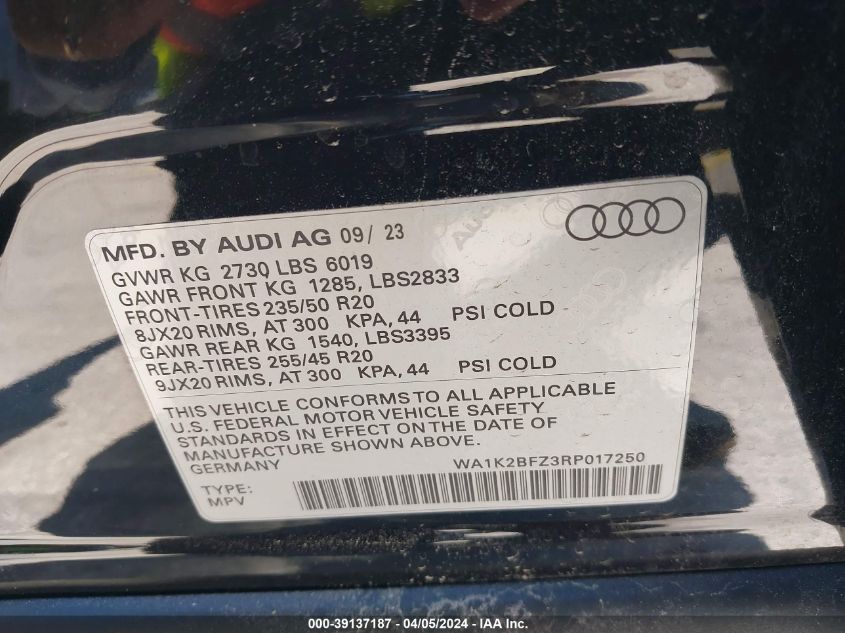 MFD. BY AUDI AG 09/ 23
GVWR KG 2730 LBS 6019
GAWR FRONT KG 1285, LBS2833
FRONT-TIRES 235/50 R20
8JX20 RIMS, AT 300 KPA, 44 PSI COLD
GAWR REAR KG 1540, LBS3395
REAR-TIRES 255/45 R20
9JX20 RIMS, AT 300 KPA, 44 PSI COLD
THIS VEHICLE CONFORMS TO ALL APPLICABLE
U.S. FEDERAL MOTOR VEHICLE SAFETY
STANDARDS IN EFFECT ON THE DATE OF
MANUFACTURE SHOWN ABOVE.
GERMANY WA1K2BFZ3RP017250
TYPE:
MPV
000-39137187 - 04/05/2024 - IAA Inc.